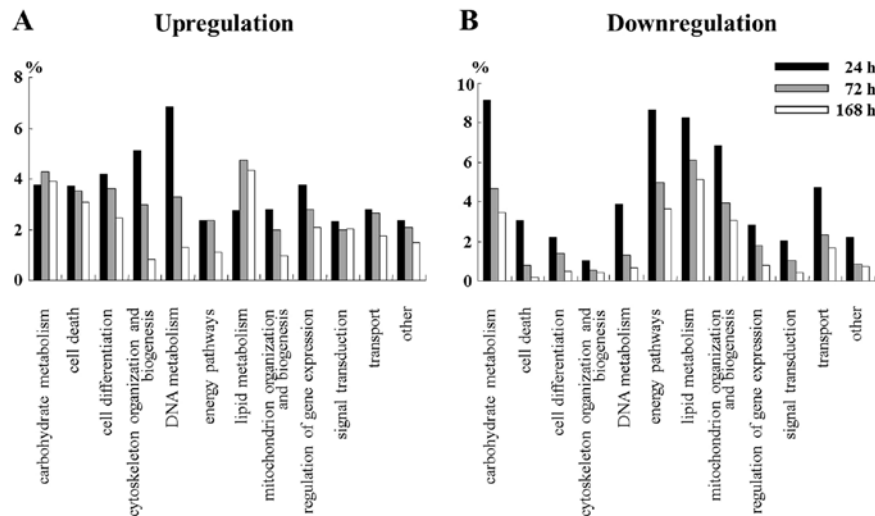 A Upregulation
%
8
6
4
2
0
carbohydrate metabolism
cell death
cell differentiation
cytoskeleton organization and
biogenesis
DNA metabolism
energy pathways
lipid metabolism
mitochondrion organization
and biogenesis
regulation of gene expression
signal transduction
transport
other
B Downregulation
%
10
8
6
4
2
0
24 h
72 h
168 h
carbohydrate metabolism
cell death
cell differentiation
cytoskeleton organization and
biogenesis
DNA metabolism
energy pathways
lipid metabolism
mitochondrion organization
and biogenesis
regulation of gene expression
signal transduction
transport
other